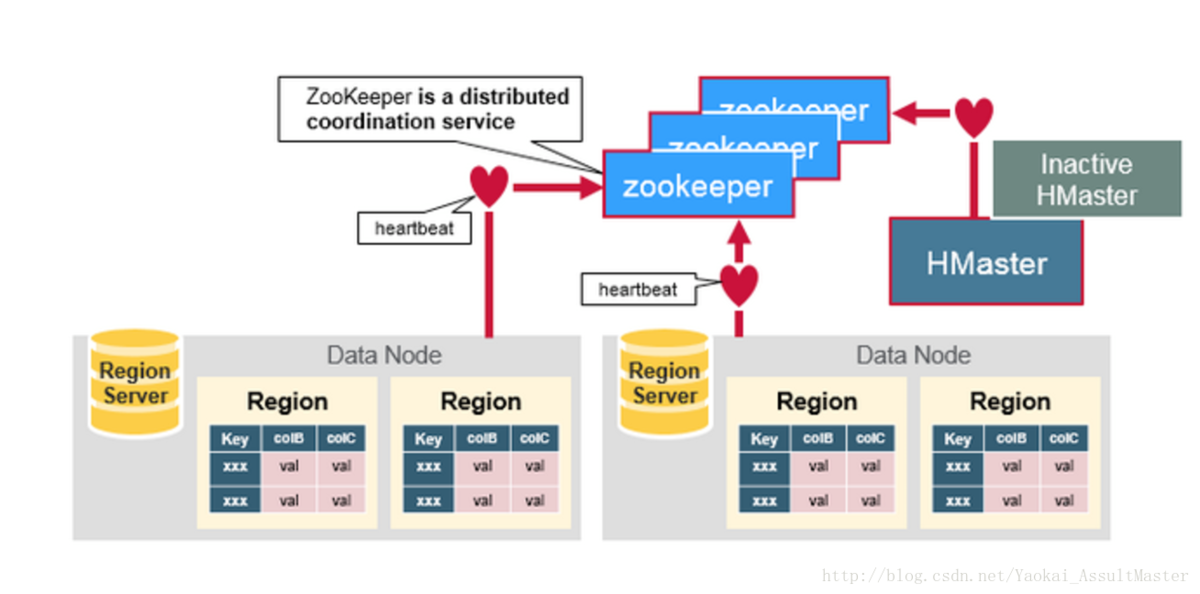 ZooKeeper is a distributed
coordination service
zookeeper
zookeeper
zookeeper
Inactive
HMaster
HMaster
heartbeat
heartbeat
Data Node
Region
Server
Region
Key colB colC
xxx val val
xxx val val
Region
Key colB colC
xxx val val
xxx val val
Data Node
Region
Server
Region
Key colB colC
xxx val val
xxx val val
Region
Key colB colC
xxx val val
xxx val val
http://blog.csdn.net/Yaokai_AssultMaster